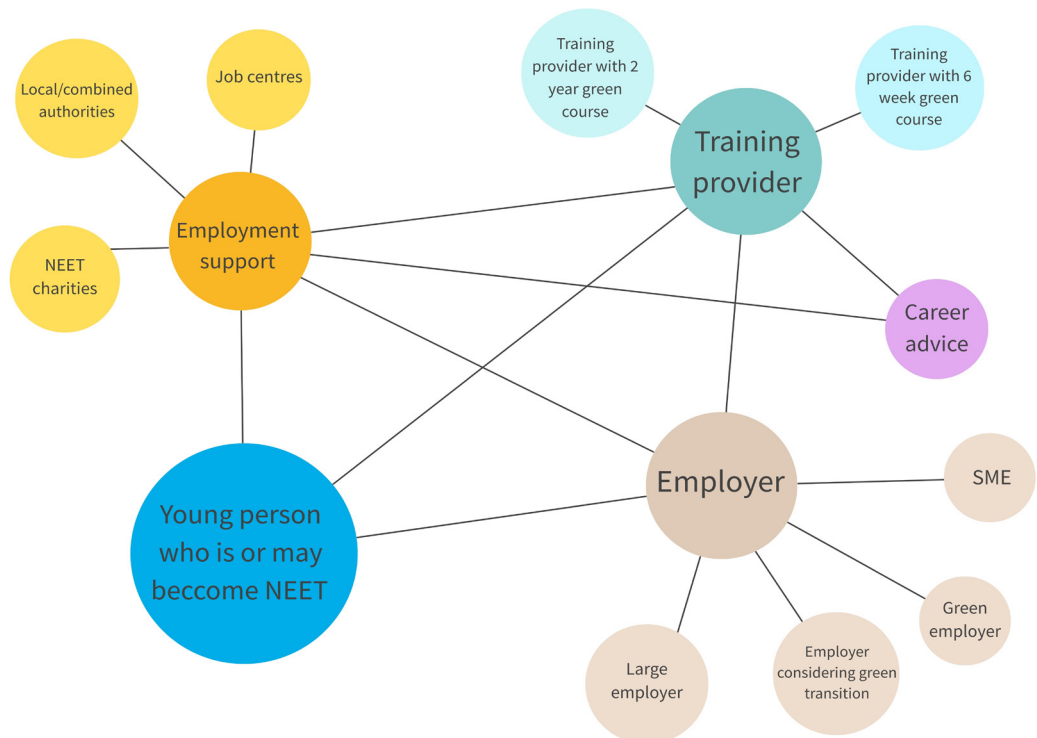 Local/combined
authorities
Job centres
Training
provider with 2
year green
course
Training
provider with 6
week green
course
Training
provider
Employment
support
NEET
charities
Career
advice
Young person
who is or may
beccome NEET
Employer
SME
Green
employer
Large
employer
Employer
considering green
transition